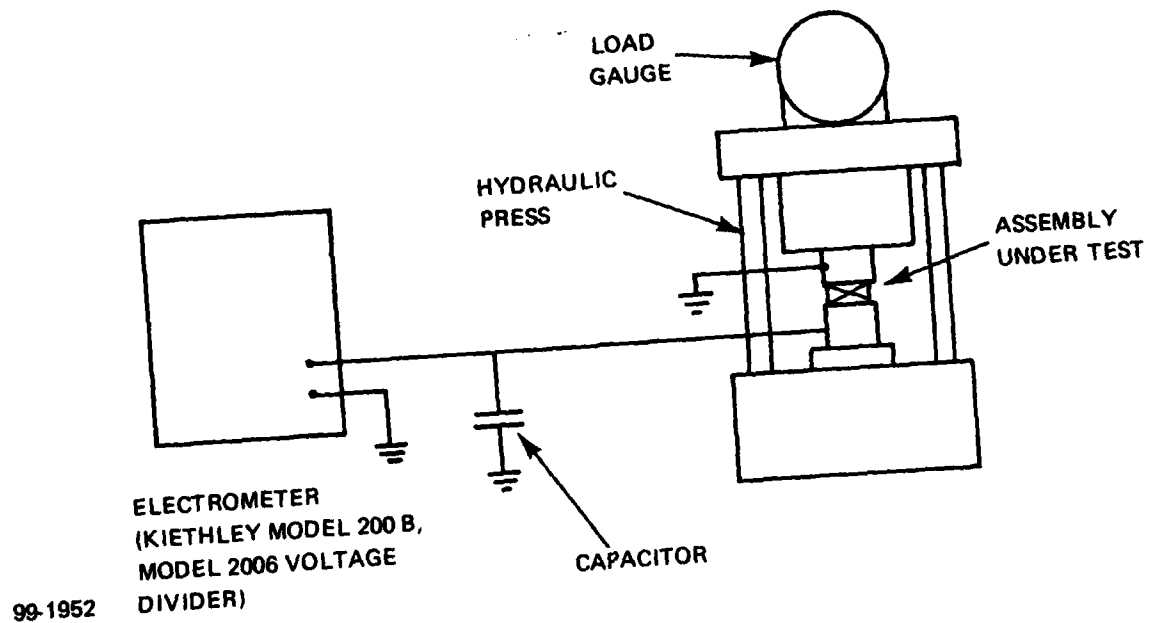 LOAD
GAUGE
HYDRAULIC
PRESS
ASSEMBLY
UNDER TEST
ELECTROMETER
(KIETHLEY MODEL 200 B,
MODEL 2006 VOLTAGE
DIVIDER)
CAPACITOR
99-1952